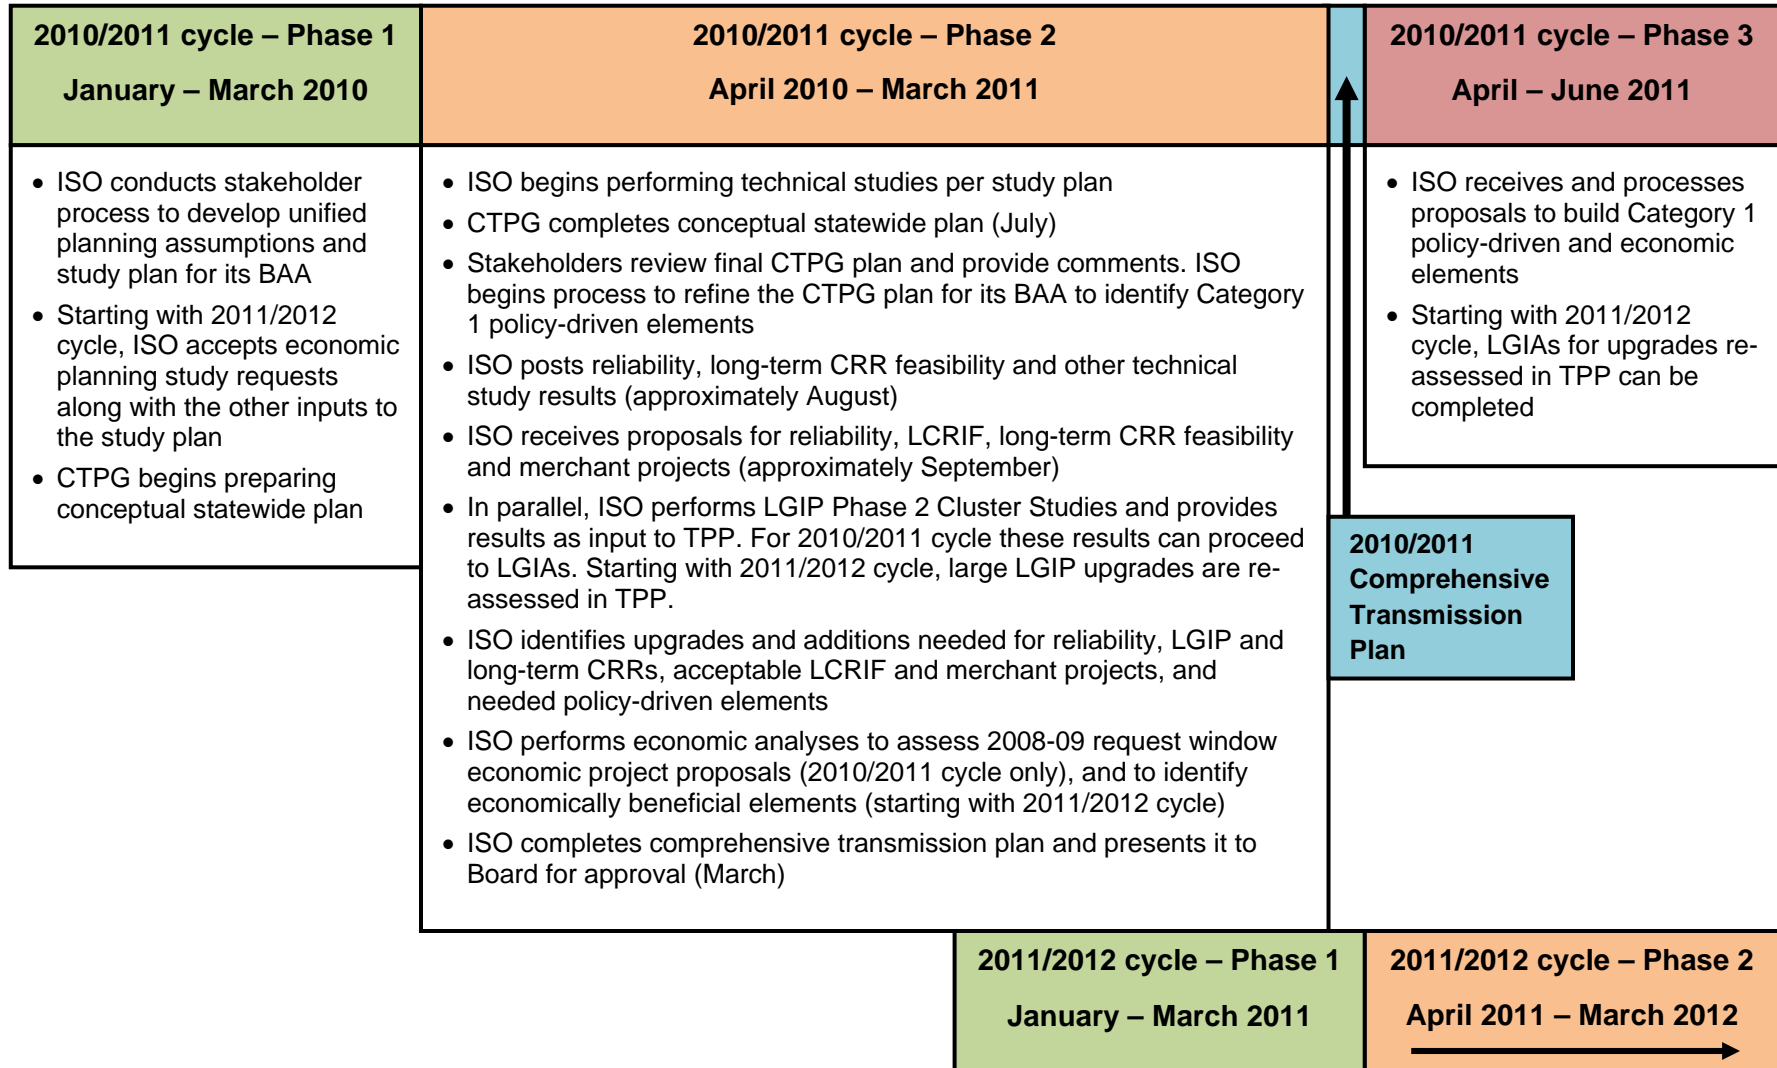 2010/2011 cycle – Phase 1
January – March 2010
• ISO conducts stakeholder
process to develop unified
planning assumptions and
study plan for its BAA
• Starting with 2011/2012
cycle, ISO accepts economic
planning study requests
along with the other inputs to
the study plan
• CTPG begins preparing
conceptual statewide plan
2010/2011 cycle – Phase 2
April 2010 – March 2011
• ISO begins performing technical studies per study plan
• CTPG completes conceptual statewide plan (July)
• Stakeholders review final CTPG plan and provide comments. ISO
begins process to refine the CTPG plan for its BAA to identify Category
1 policy-driven elements
• ISO posts reliability, long-term CRR feasibility and other technical
study results (approximately August)
• ISO receives proposals for reliability, LCRIF, long-term CRR feasibility
and merchant projects (approximately September)
• In parallel, ISO performs LGIP Phase 2 Cluster Studies and provides
results as input to TPP. For 2010/2011 cycle these results can proceed
to LGIAs. Starting with 2011/2012 cycle, large LGIP upgrades are re-
assessed in TPP.
• ISO identifies upgrades and additions needed for reliability, LGIP and
long-term CRRs, acceptable LCRIF and merchant projects, and
needed policy-driven elements
• ISO performs economic analyses to assess 2008-09 request window
economic project proposals (2010/2011 cycle only), and to identify
economically beneficial elements (starting with 2011/2012 cycle)
• ISO completes comprehensive transmission plan and presents it to
Board for approval (March)
2010/2011 cycle – Phase 3
April – June 2011
• ISO receives and processes
proposals to build Category 1
policy-driven and economic
elements
• Starting with 2011/2012
cycle, LGIAs for upgrades re-
assessed in TPP can be
completed
2010/2011
Comprehensive
Transmission
Plan
2011/2012 cycle – Phase 1
January – March 2011
2011/2012 cycle – Phase 2
April 2011 – March 2012